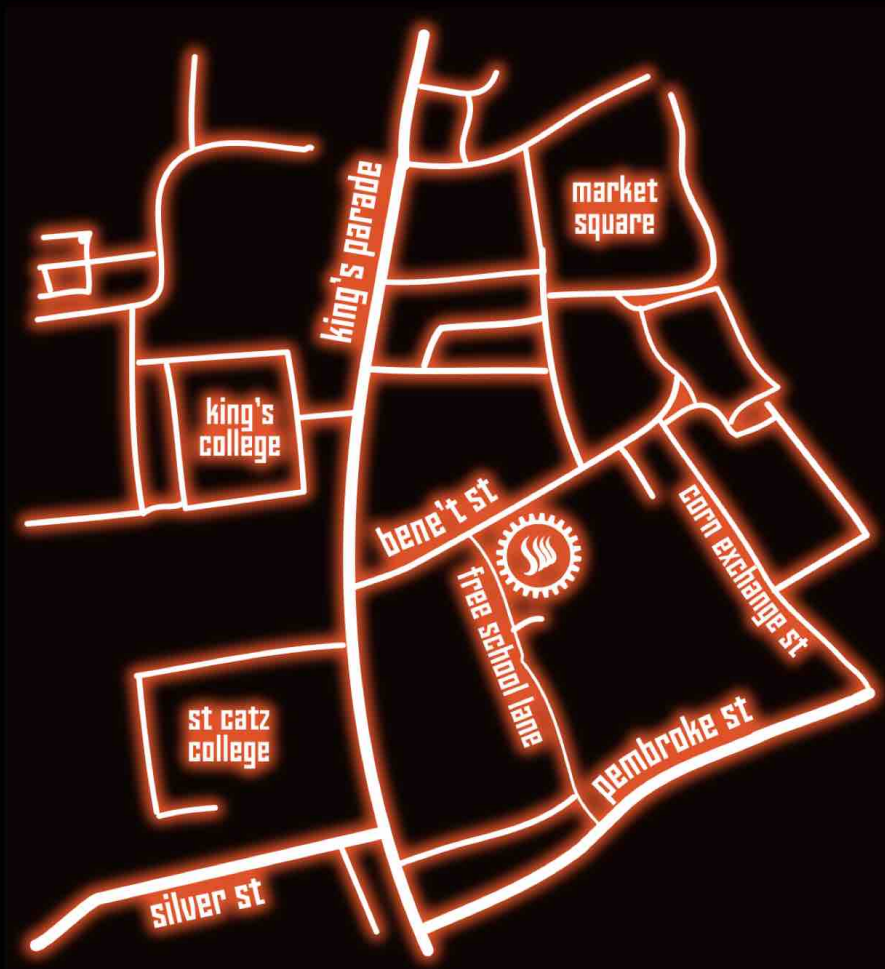 king's parade
market
square
king's
college
bene't st
free school lane
corn exchange st
st catz
college
pembroke st
silver st